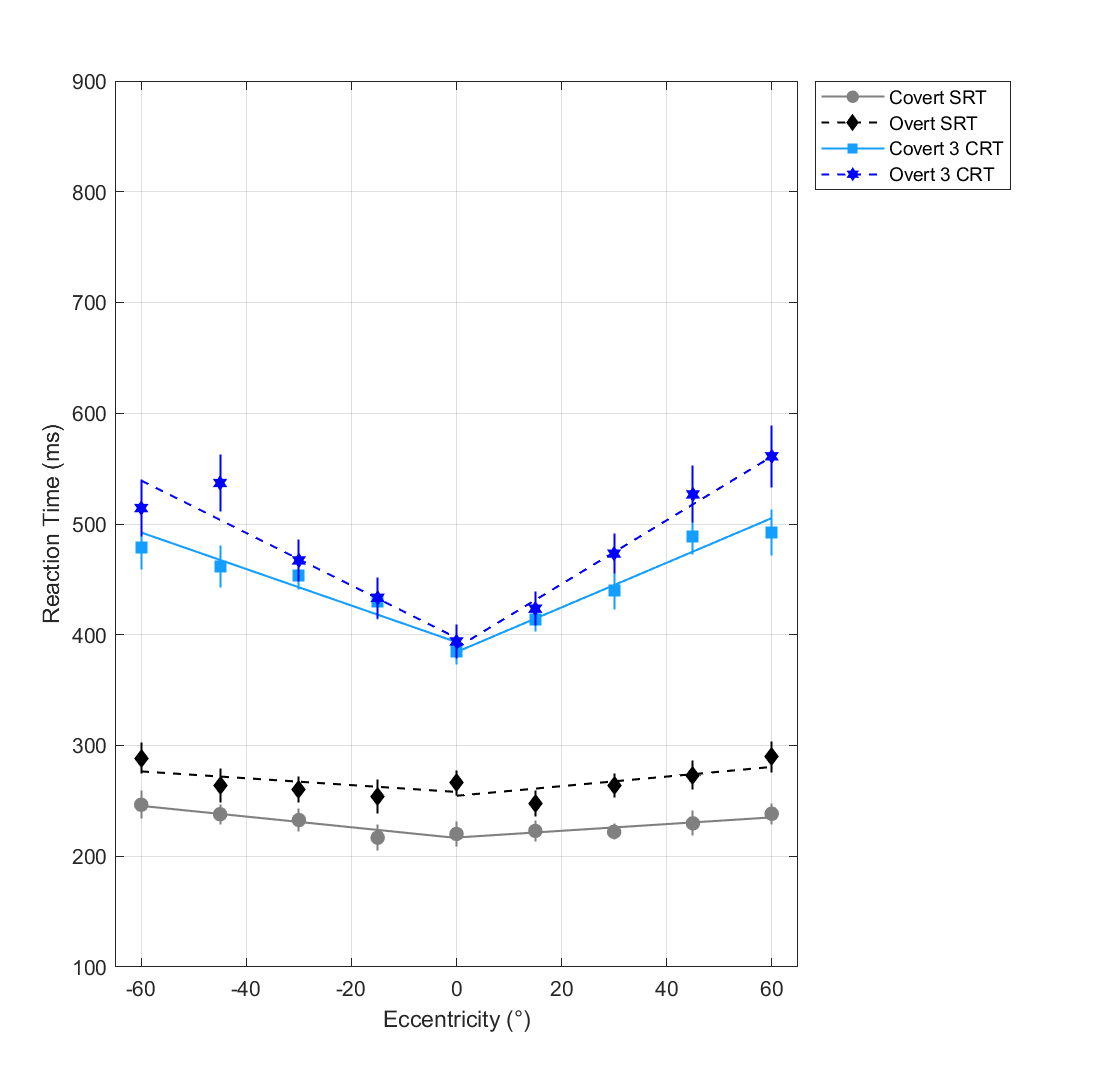 900
800
700
600
500
400
300
200
100
-60 -40 -20 0 20 40 60
Reaction Time (ms)
Eccentricity (°)
Covert SRT
Overt SRT
Covert 3 CRT
Overt 3 CRT